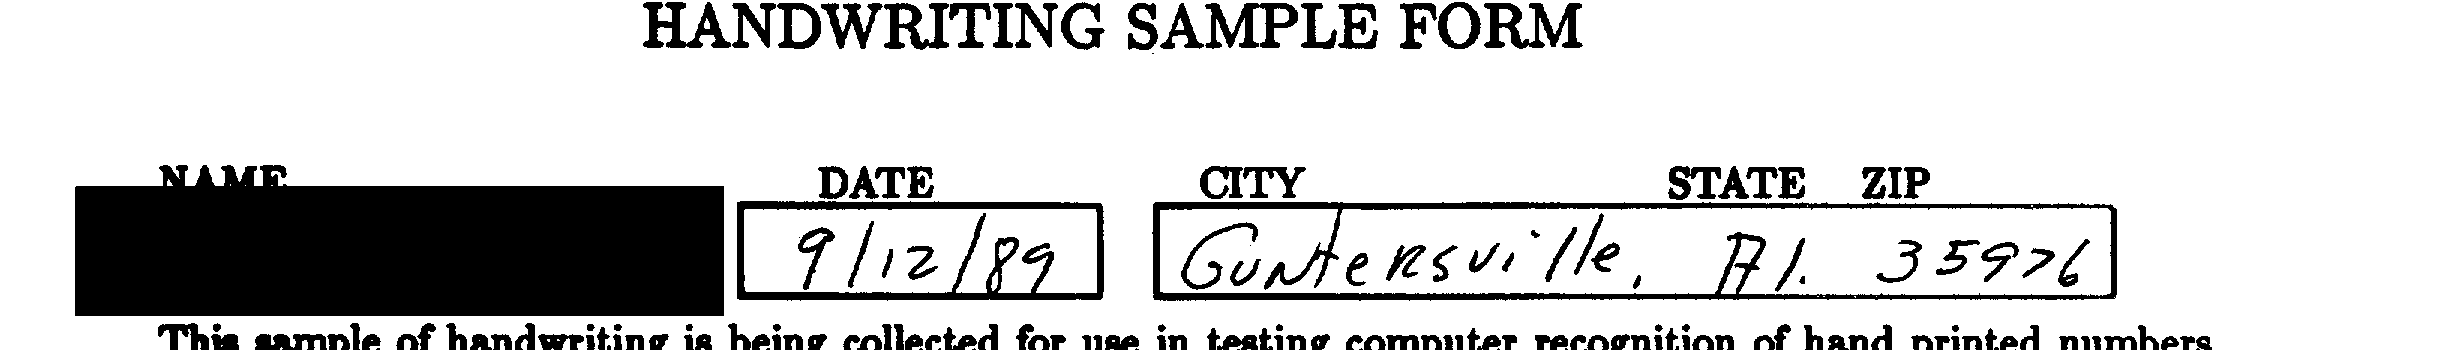 HANDWRITING SAMPLE FORM
NAME DATE CITY STATE ZIP
9/12/89 Guntersville, Al. 35976
This sample of handwriting is being collected for use in testing computer recognition of hand printed numbers